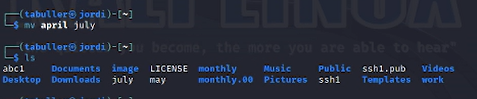 ┌──(tabuller㉿jordi)-[~]
└─$ mv april july
┌──(tabuller㉿jordi)-[~]
└─$ ls
abc1 Documents image LICENSE monthly Music Public ssh1.pub Videos
Desktop Downloads july may monthly.00 Pictures ssh1 Templates work